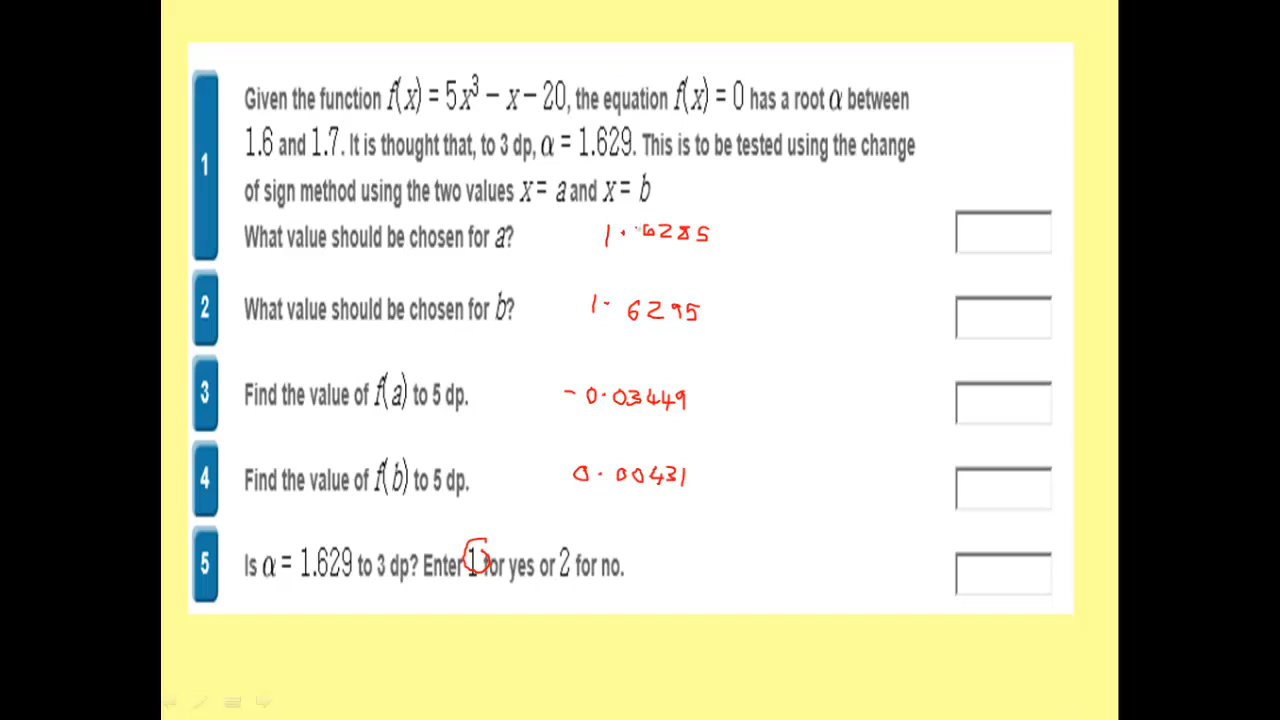 1
Given the function f(x) = 5x³ − x − 20, the equation f(x) = 0 has a root α between
1.6 and 1.7. It is thought that, to 3 dp, α = 1.629. This is to be tested using the change
of sign method using the two values x = a and x = b
What value should be chosen for a? 1.6285
2 What value should be chosen for b? 1.6295
3 Find the value of f(a) to 5 dp. -0.03449
4 Find the value of f(b) to 5 dp. 0.00431
5 Is α = 1.629 to 3 dp? Enter 1 for yes or 2 for no.